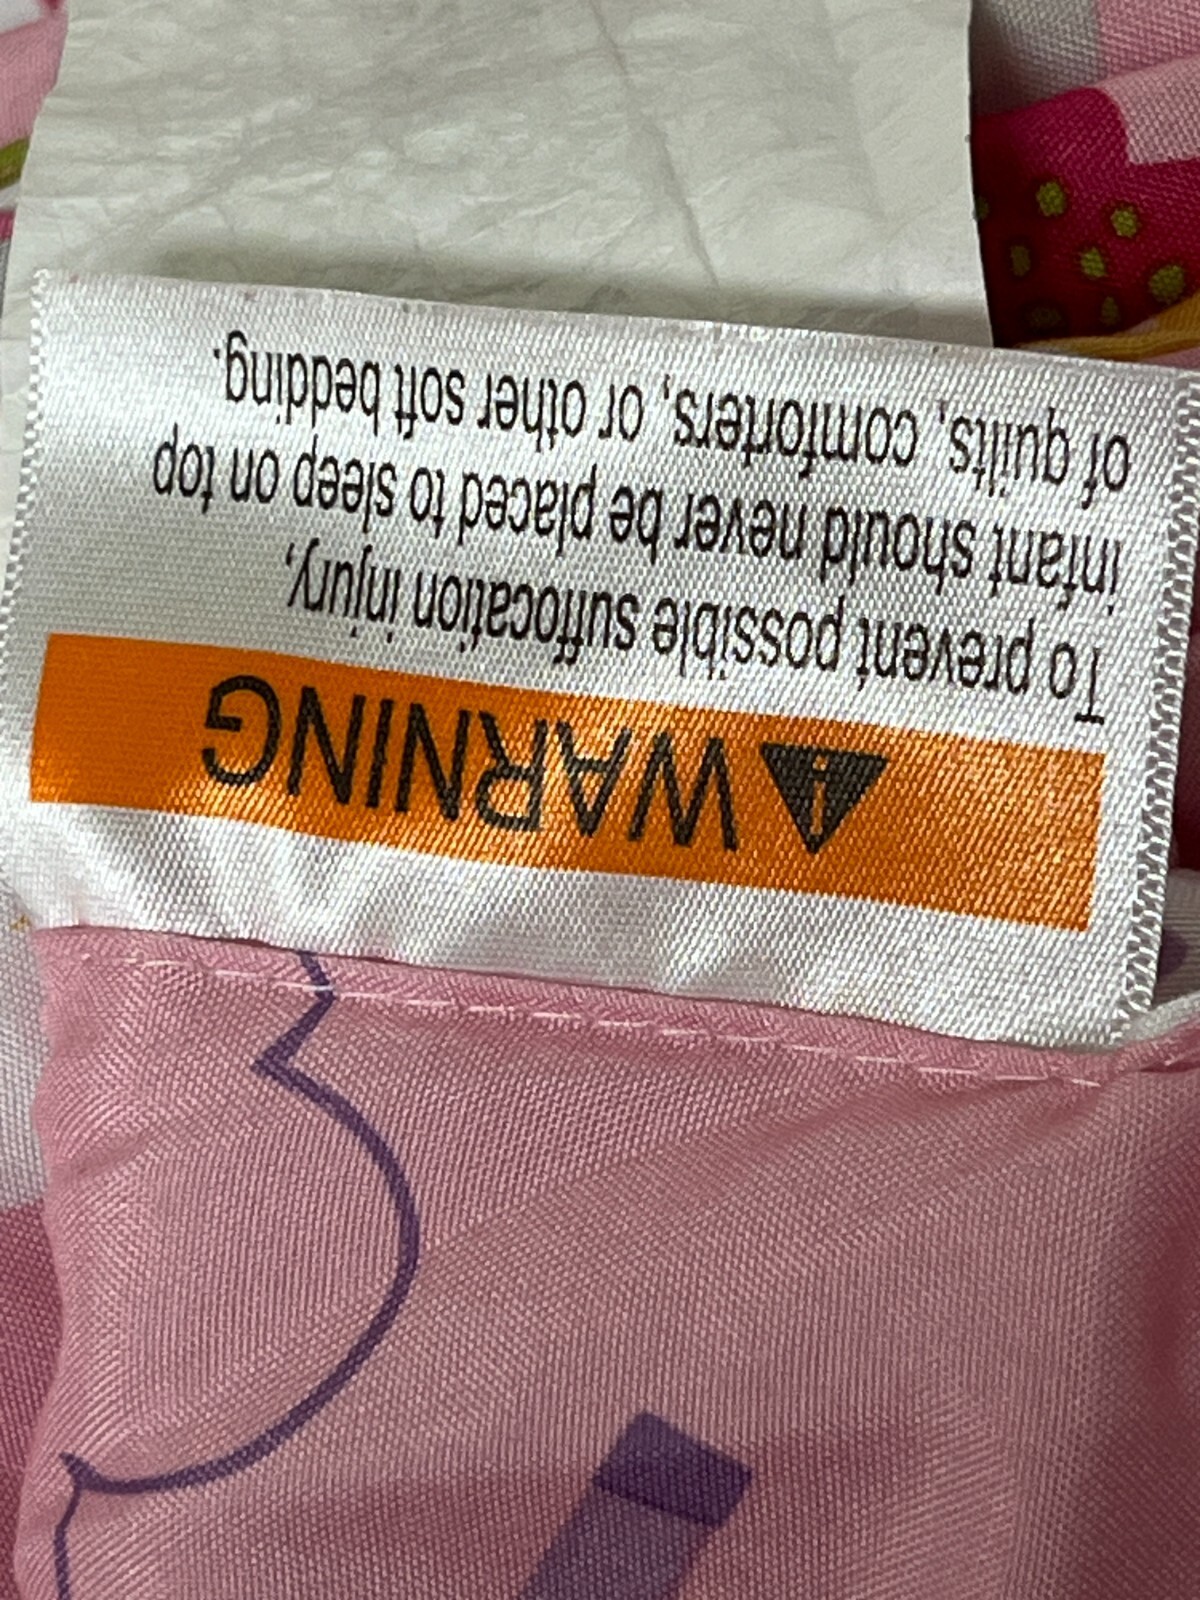 WARNING
To prevent possible suffocation injury,
infant should never be placed to sleep on top
of quilts, comforters, or other soft bedding.